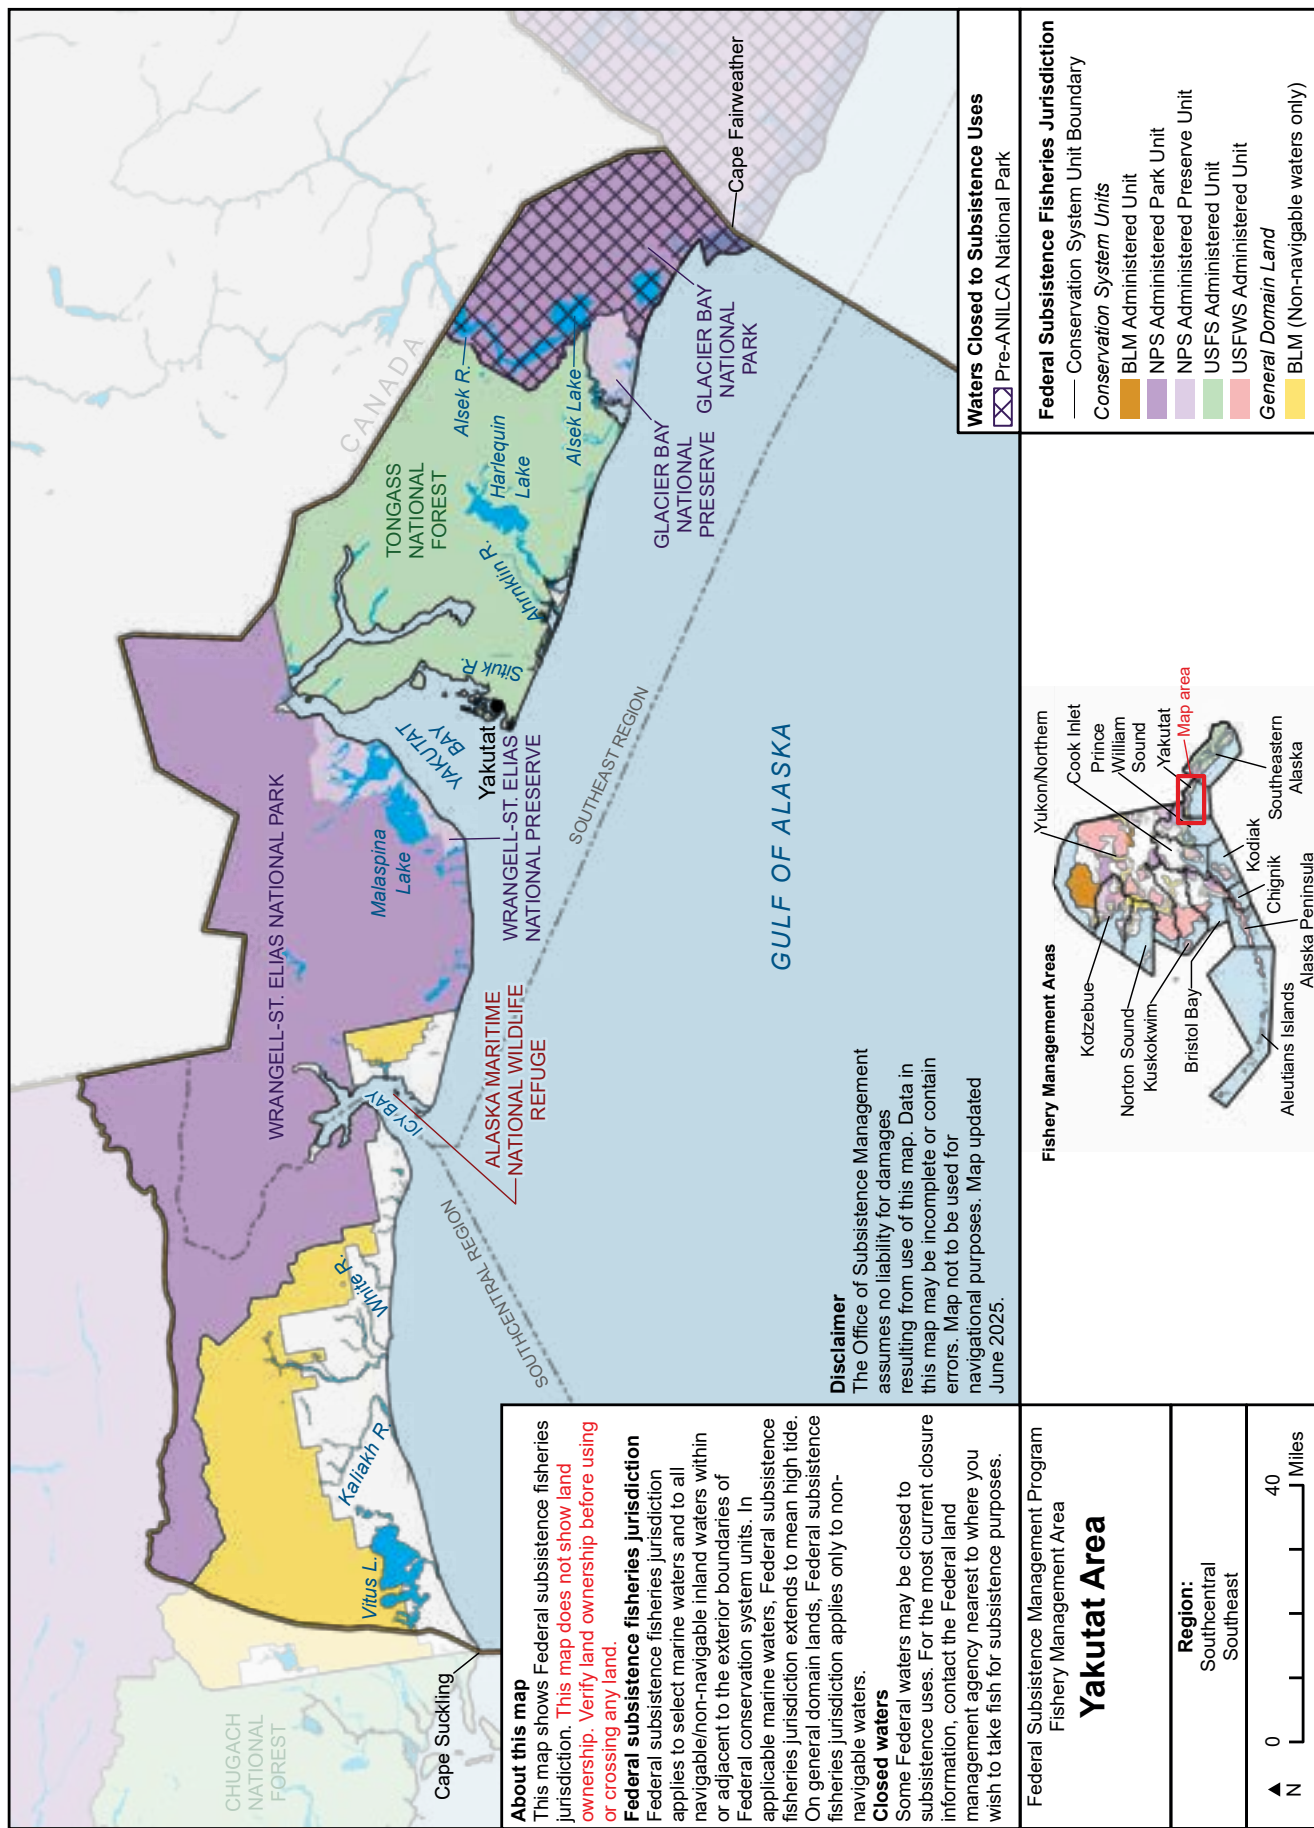 CHUGACH
NATIONAL
FOREST
Cape Suckling
Vitus L.
Kaliakh R.
White R.
WRANGELL-ST. ELIAS NATIONAL PARK
ICY BAY
ALASKA MARITIME
NATIONAL WILDLIFE
REFUGE
Malaspina
Lake
WRANGELL-ST. ELIAS
NATIONAL PRESERVE
YAKUTAT
BAY
Yakutat
Situk R.
Ahrnklin R.
TONGASS
NATIONAL
FOREST
Harlequin
Lake
CANADA
Alsek R.
Alsek Lake
GLACIER BAY
NATIONAL
PRESERVE
GLACIER BAY
NATIONAL
PARK
Cape Fairweather
SOUTHCENTRAL REGION
SOUTHEAST REGION
GULF OF ALASKA
About this map
This map shows Federal subsistence fisheries
jurisdiction. This map does not show land
ownership. Verify land ownership before using
or crossing any land.
Federal subsistence fisheries jurisdiction
Federal subsistence fisheries jurisdiction
applies to select marine waters and to all
navigable/non-navigable inland waters within
or adjacent to the exterior boundaries of
Federal conservation system units. In
applicable marine waters, Federal subsistence
fisheries jurisdiction extends to mean high tide.
On general domain lands, Federal subsistence
fisheries jurisdiction applies only to non-
navigable waters.
Closed waters
Some Federal waters may be closed to
subsistence uses. For the most current closure
information, contact the Federal land
management agency nearest to where you
wish to take fish for subsistence purposes.
Disclaimer
The Office of Subsistence Management
assumes no liability for damages
resulting from use of this map. Data in
this map may be incomplete or contain
errors. Map not to be used for
navigational purposes. Map updated
June 2025.
Waters Closed to Subsistence Uses
Pre-ANILCA National Park
Federal Subsistence Fisheries Jurisdiction
Conservation System Unit Boundary
Conservation System Units
BLM Administered Unit
NPS Administered Park Unit
NPS Administered Preserve Unit
USFS Administered Unit
USFWS Administered Unit
General Domain Land
BLM (Non-navigable waters only)
Federal Subsistence Management Program
Fishery Management Area
Yakutat Area
Region:
Southcentral
Southeast
N
0
40
Miles
Fishery Management Areas
Kotzebue
Norton Sound
Kuskokwim
Bristol Bay
Aleutians Islands
Alaska Peninsula
Chignik
Kodiak
Southeastern
Alaska
Yukon/Northern
Cook Inlet
Prince
William
Sound
Yakutat
Map area